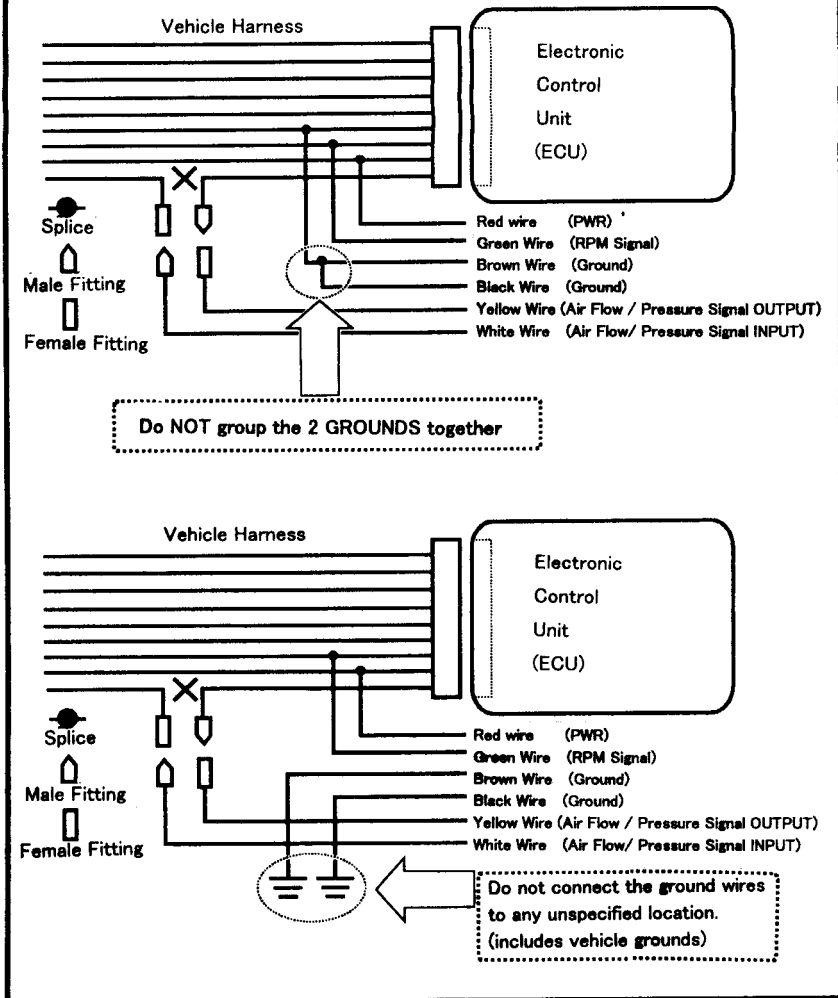 Vehicle Harness
Electronic
Control
Unit
(ECU)
Red wire (PWR)
Green Wire (RPM Signal)
Brown Wire (Ground)
Black Wire (Ground)
Yellow Wire (Air Flow / Pressure Signal OUTPUT)
White Wire (Air Flow/ Pressure Signal INPUT)
Splice
Male Fitting
Female Fitting
Do NOT group the 2 GROUNDS together
Vehicle Harness
Electronic
Control
Unit
(ECU)
Red wire (PWR)
Green Wire (RPM Signal)
Brown Wire (Ground)
Black Wire (Ground)
Yellow Wire (Air Flow / Pressure Signal OUTPUT)
White Wire (Air Flow/ Pressure Signal INPUT)
Splice
Male Fitting
Female Fitting
Do not connect the ground wires
to any unspecified location.
(includes vehicle grounds)